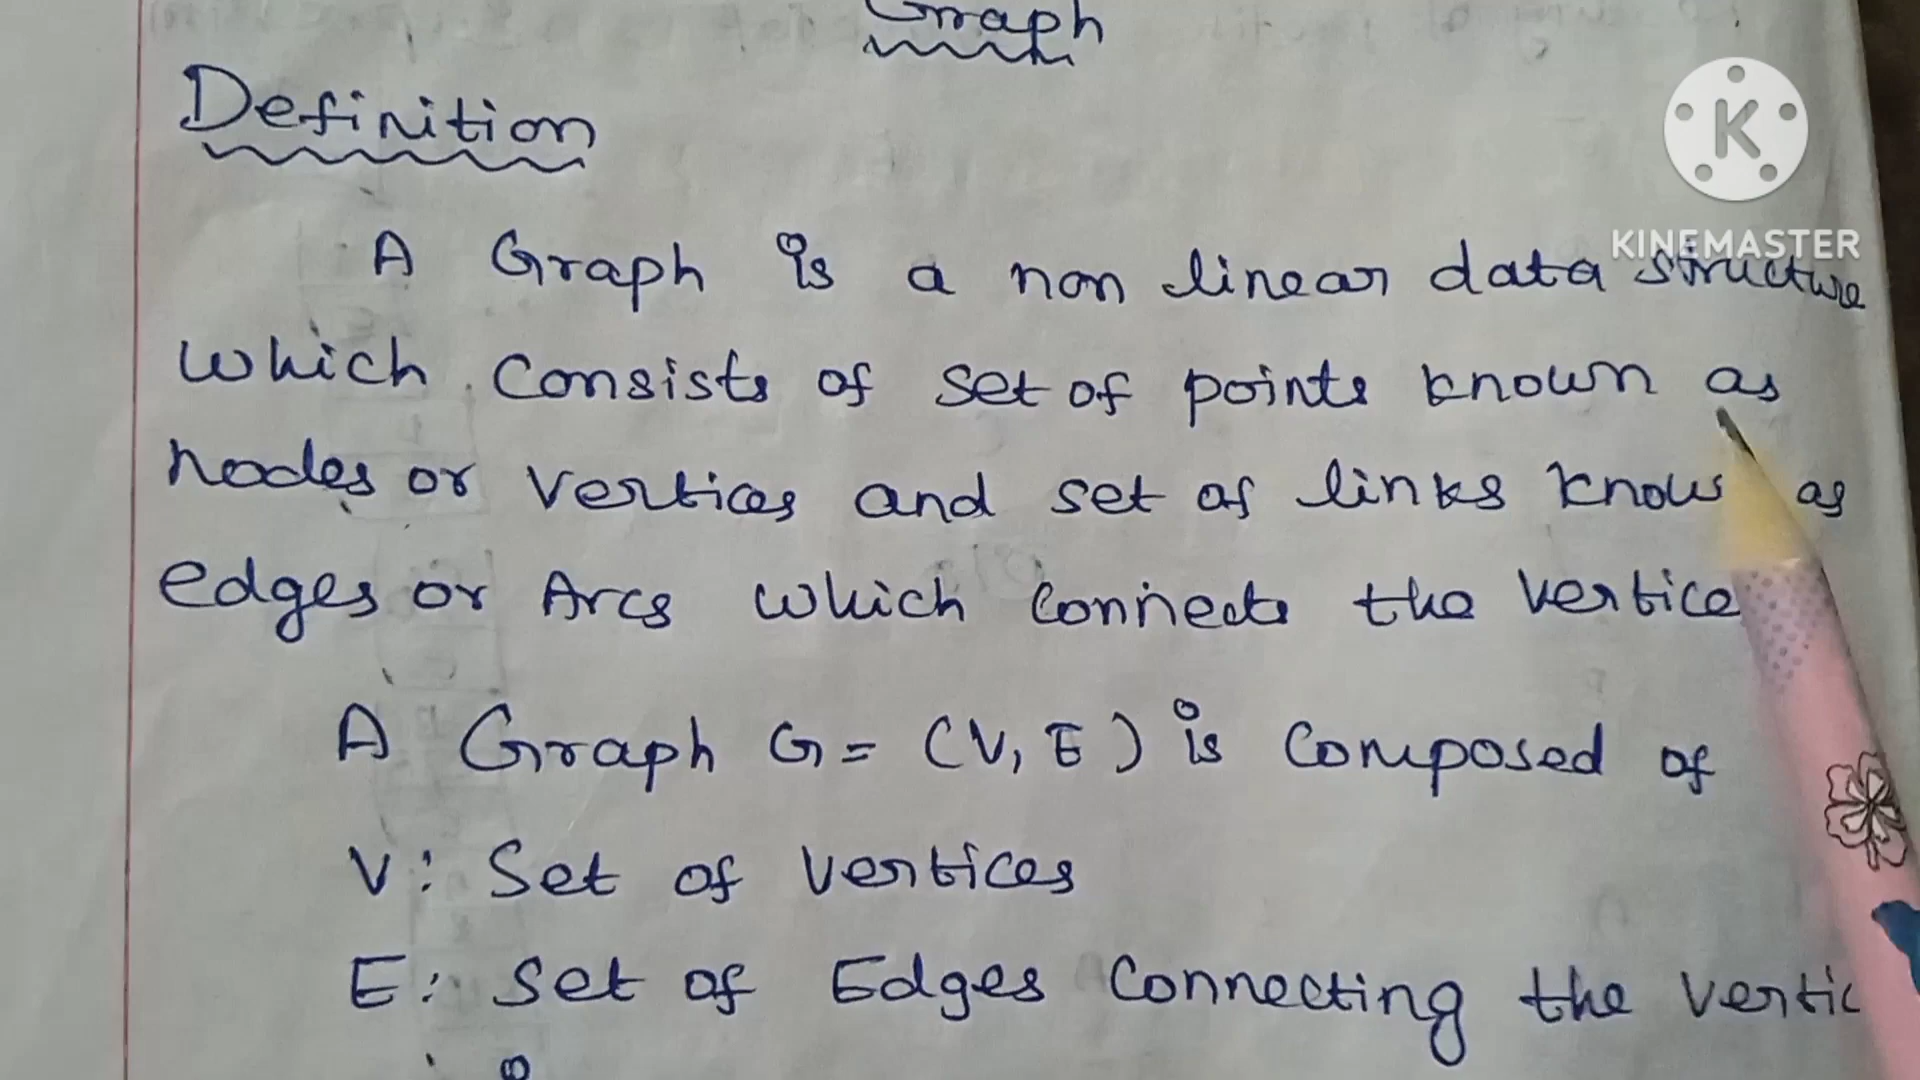 Graph
Definition
A Graph is a non linear data structure
which consists of set of points known as
nodes or vertices and set of links know as
edges or Arcs which connects the vertice
A Graph G = (V, E) is composed of
V: Set of vertices
E: Set of Edges connecting the vertic
K
KINEMASTER